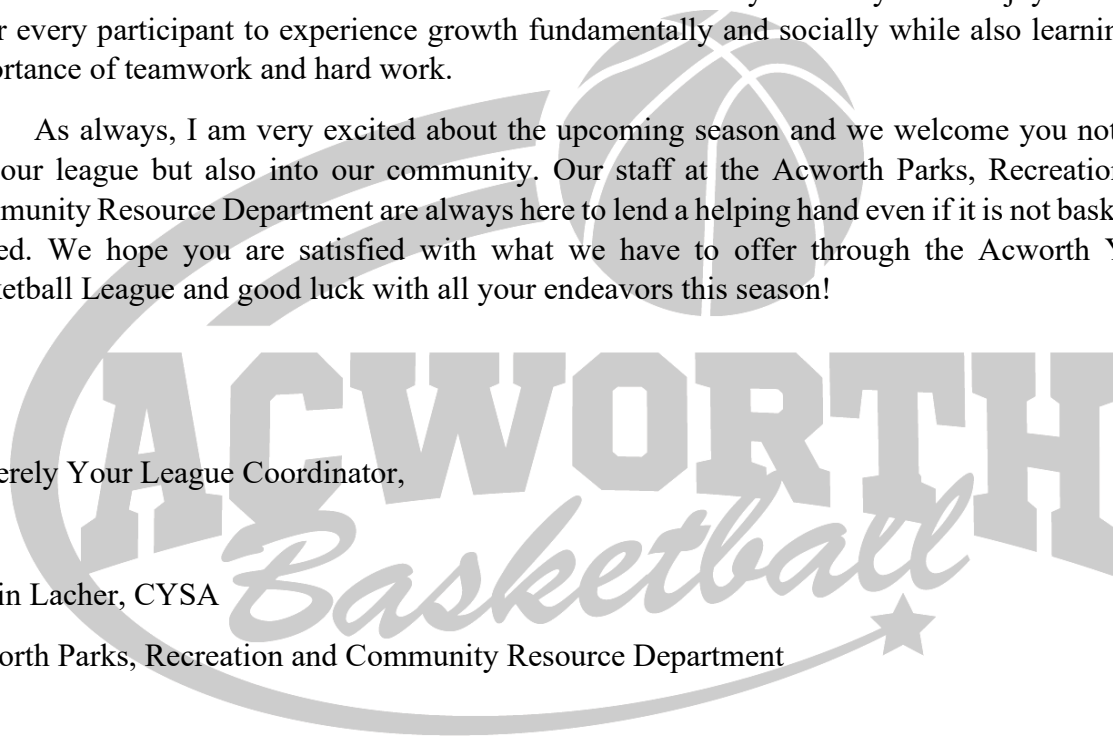 r every participant to experience growth fundamentally and socially while also learnin
ortance of teamwork and hard work.
As always, I am very excited about the upcoming season and we welcome you not
our league but also into our community. Our staff at the Acworth Parks, Recreation
munity Resource Department are always here to lend a helping hand even if it is not bask
ed. We hope you are satisfied with what we have to offer through the Acworth Y
ketball League and good luck with all your endeavors this season!
ACWORTH
erely Your League Coordinator,
Basketball
in Lacher, CYSA
orth Parks, Recreation and Community Resource Department